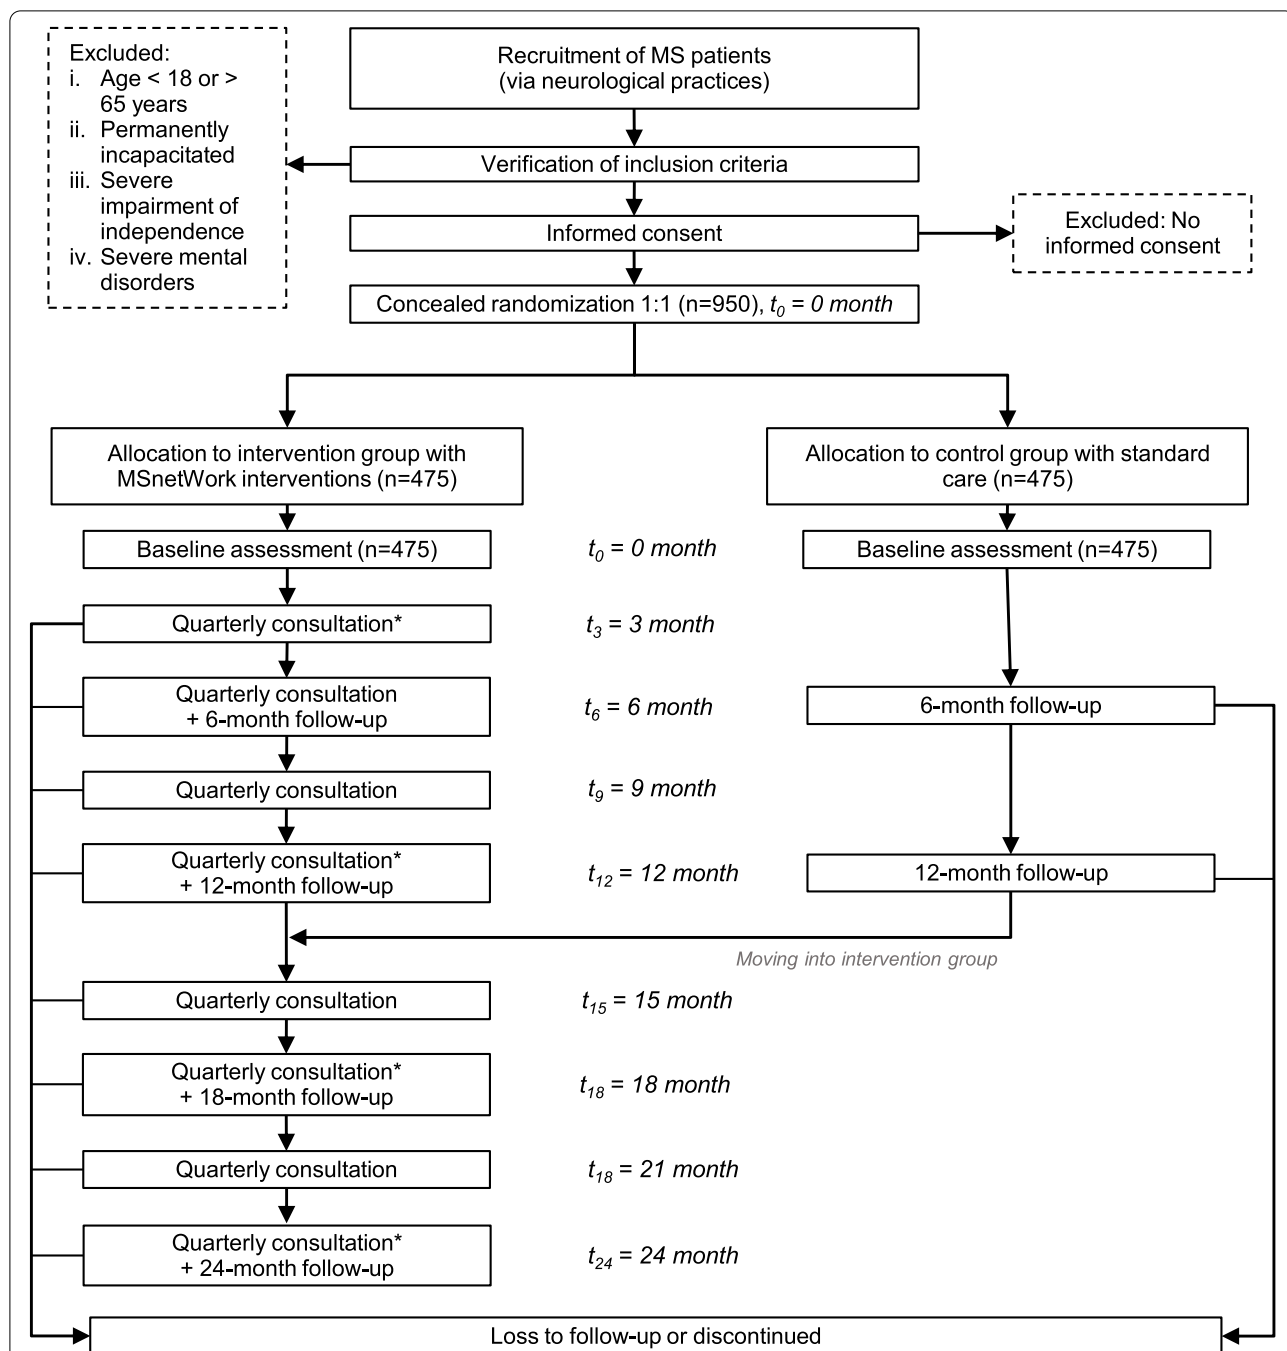 Excluded:
i. Age < 18 or >
65 years
ii. Permanently
incapacitated
iii. Severe
impairment of
independence
iv. Severe mental
disorders
Recruitment of MS patients
(via neurological practices)
Verification of inclusion criteria
Informed consent
Excluded: No
informed consent
Concealed randomization 1:1 (n=950), t0 = 0 month
Allocation to intervention group with
MSnetWork interventions (n=475)
Allocation to control group with standard
care (n=475)
Baseline assessment (n=475)
t0 = 0 month
Baseline assessment (n=475)
Quarterly consultation*
t3 = 3 month
Quarterly consultation
+ 6-month follow-up
t6 = 6 month
6-month follow-up
Quarterly consultation
t9 = 9 month
Quarterly consultation*
+ 12-month follow-up
t12 = 12 month
12-month follow-up
Moving into intervention group
Quarterly consultation
t15 = 15 month
Quarterly consultation*
+ 18-month follow-up
t18 = 18 month
Quarterly consultation
t18 = 21 month
Quarterly consultation*
+ 24-month follow-up
t24 = 24 month
Loss to follow-up or discontinued